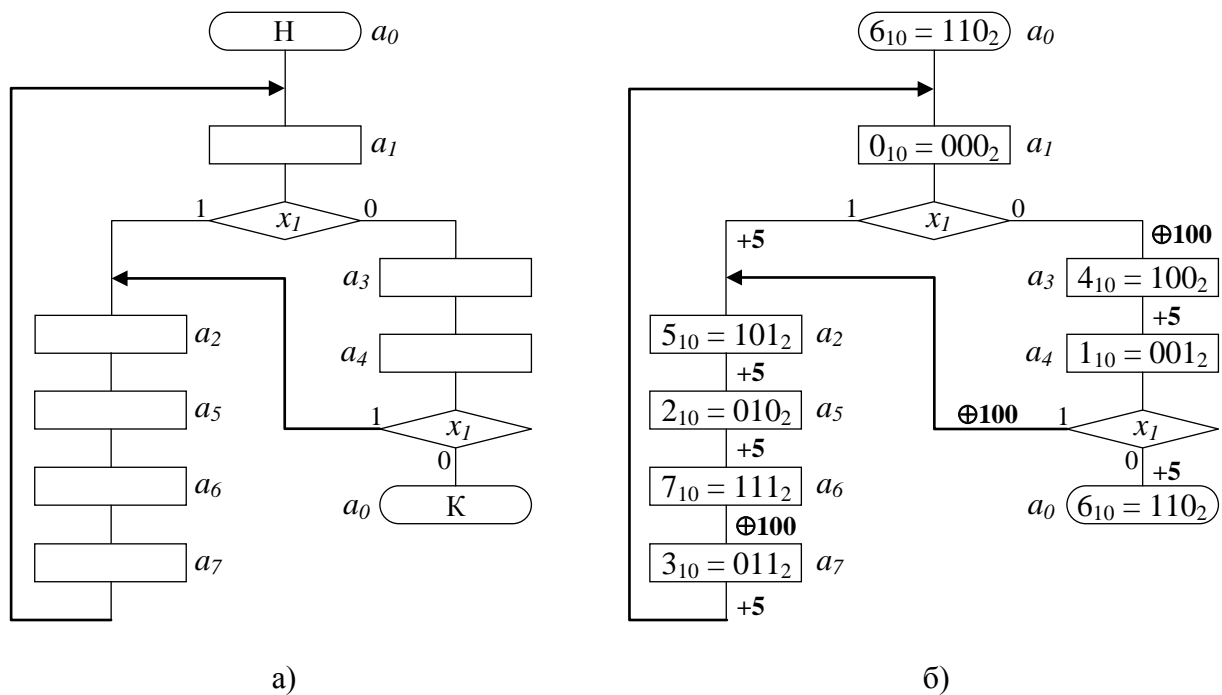 Н a₀
a₁
1 x₁ 0
a₃
a₂
a₄
a₅
1 x₁
0
a₆
a₀ К
a₇
а)
6₁₀ = 110₂ a₀
0₁₀ = 000₂ a₁
1 x₁ 0
+5 ⊕100
a₃ 4₁₀ = 100₂
+5
5₁₀ = 101₂ a₂
a₄ 1₁₀ = 001₂
+5
2₁₀ = 010₂ a₅
⊕100 1 x₁
+5
0 +5
7₁₀ = 111₂ a₆
a₀ 6₁₀ = 110₂
⊕100
3₁₀ = 011₂ a₇
+5
б)